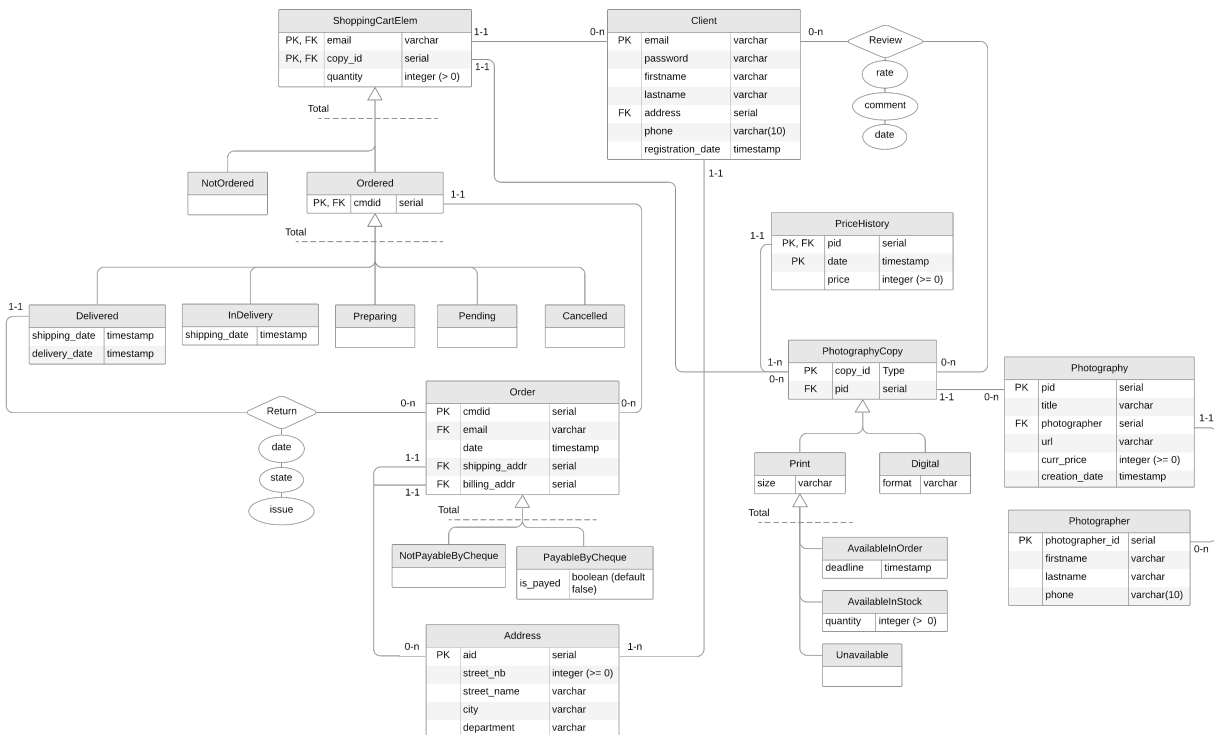 ShoppingCartElem
PK, FK email varchar
PK, FK copy_id serial
quantity integer (> 0)
1-1
0-n
1-1
Client
PK email varchar
password varchar
firstname varchar
lastname varchar
FK address serial
phone varchar(10)
registration_date timestamp
0-n
Review
rate
comment
date
Total
NotOrdered
Ordered
PK, FK cmdid serial
1-1
1-1
Total
PriceHistory
PK, FK pid serial
PK date timestamp
price integer (>= 0)
1-1
1-1
Delivered
shipping_date timestamp
delivery_date timestamp
InDelivery
shipping_date timestamp
Preparing
Pending
Cancelled
PhotographyCopy
PK copy_id Type
FK pid serial
1-n
0-n
0-n
1-1
0-n
Photography
PK pid serial
title varchar
FK photographer serial
url varchar
curr_price integer (>= 0)
creation_date timestamp
1-1
Return
date
state
issue
0-n
Order
PK cmdid serial
FK email varchar
date timestamp
FK shipping_addr serial
FK billing_addr serial
0-n
1-1
1-1
Total
NotPayableByCheque
PayableByCheque
is_payed boolean (default
false)
Print
size varchar
Digital
format varchar
Total
AvailableInOrder
deadline timestamp
AvailableInStock
quantity integer (> 0)
Unavailable
Photographer
PK photographer_id serial
firstname varchar
lastname varchar
phone varchar(10)
0-n
Address
PK aid serial
street_nb integer (>= 0)
street_name varchar
city varchar
department varchar
0-n
1-n